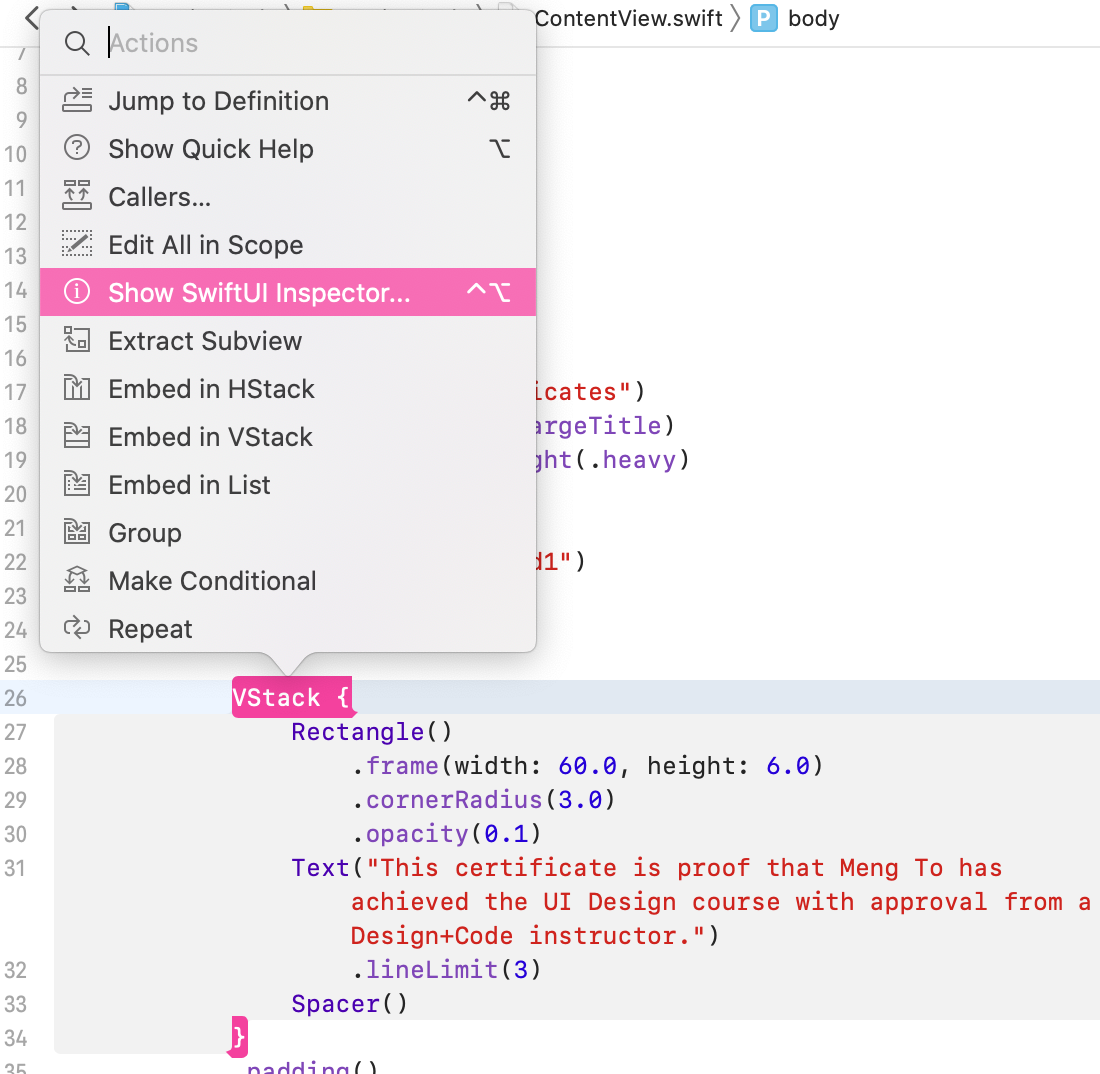 ContentView.swift 〉 P body
Actions
7
8
9
10
11
12
13
14
15
16
17
18
19
20
21
22
23
24
25
Jump to Definition ^⌘
Show Quick Help ⌥
Callers...
Edit All in Scope
Show SwiftUI Inspector... ^⌥
Extract Subview
Embed in HStack
Embed in VStack
Embed in List
Group
Make Conditional
Repeat
icates")
argeTitle)
ght(.heavy)
d1")
26 VStack {
27 Rectangle()
28 .frame(width: 60.0, height: 6.0)
29 .cornerRadius(3.0)
30 .opacity(0.1)
31 Text("This certificate is proof that Meng To has
achieved the UI Design course with approval from a
Design+Code instructor.")
32 .lineLimit(3)
33 Spacer()
34 }
35 .padding()